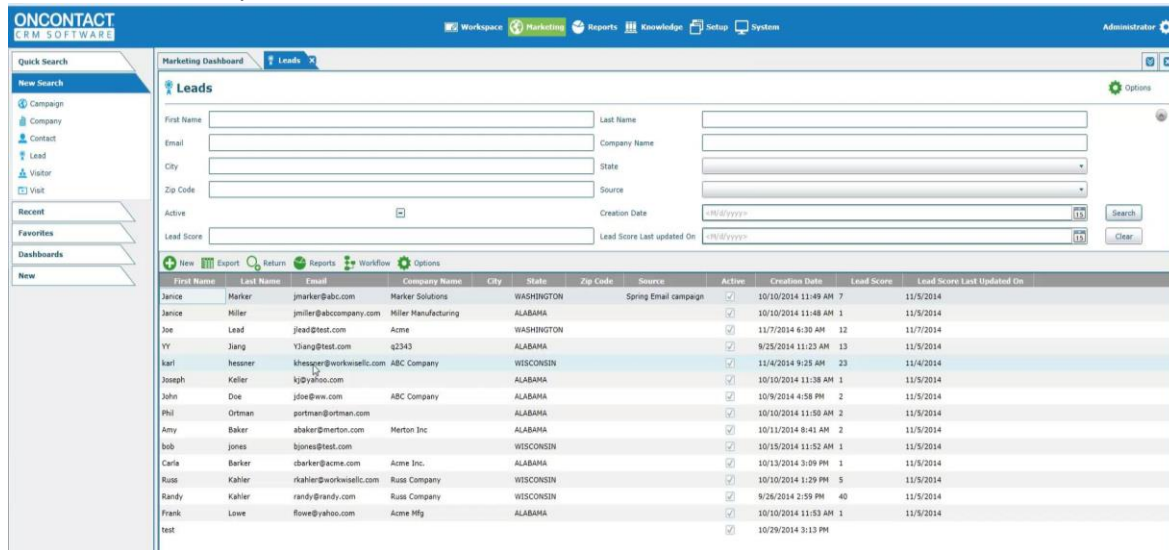 ONCONTACT
CRM SOFTWARE
Workspace Marketing Reports Knowledge Setup System
Administrator
Quick Search
New Search
Campaign
Company
Contact
Lead
Visitor
Visit
Recent
Favorites
Dashboards
New
Marketing Dashboard Leads X
Leads Options
First Name Last Name
Email Company Name
City State
Zip Code Source
Active Creation Date <M/d/yyyy> 15 Search
Lead Score Lead Score Last updated On <M/d/yyyy> 15 Clear
New Export Return Reports Workflow Options
First Name Last Name Email Company Name City State Zip Code Source Active Creation Date Lead Score Lead Score Last Updated On
Janice Marker jmarker@abc.com Marker Solutions WASHINGTON Spring Email campaign 10/10/2014 11:49 AM 7 11/5/2014
Janice Miller jmiller@abccompany.com Miller Manufacturing ALABAMA 10/10/2014 11:48 AM 1 11/5/2014
Joe Lead jlead@test.com Acme WASHINGTON 11/7/2014 6:30 AM 12 11/7/2014
YY Jiang YJiang@test.com q2343 ALABAMA 9/25/2014 11:23 AM 13 11/5/2014
karl hessner khessner@workwisellc.com ABC Company WISCONSIN 11/4/2014 9:25 AM 23 11/4/2014
Joseph Keller kj@yahoo.com ALABAMA 10/10/2014 11:38 AM 1 11/5/2014
John Doe jdoe@ww.com ABC Company ALABAMA 10/9/2014 4:58 PM 2 11/5/2014
Phil Ortman portman@ortman.com ALABAMA 10/10/2014 11:50 AM 2 11/5/2014
Amy Baker abaker@merton.com Merton Inc ALABAMA 10/11/2014 8:41 AM 2 11/5/2014
bob jones bjones@test.com WISCONSIN 10/15/2014 11:52 AM 1 11/5/2014
Carla Barker cbarker@acme.com Acme Inc. ALABAMA 10/13/2014 3:09 PM 1 11/5/2014
Russ Kahler rkahler@workwisellc.com Russ Company WISCONSIN 10/10/2014 1:29 PM 5 11/5/2014
Randy Kahler randy@randy.com Russ Company WISCONSIN 9/26/2014 2:59 PM 40 11/5/2014
Frank Lowe flowe@yahoo.com Acme Mfg ALABAMA 10/10/2014 11:53 AM 1 11/5/2014
test 10/29/2014 3:13 PM